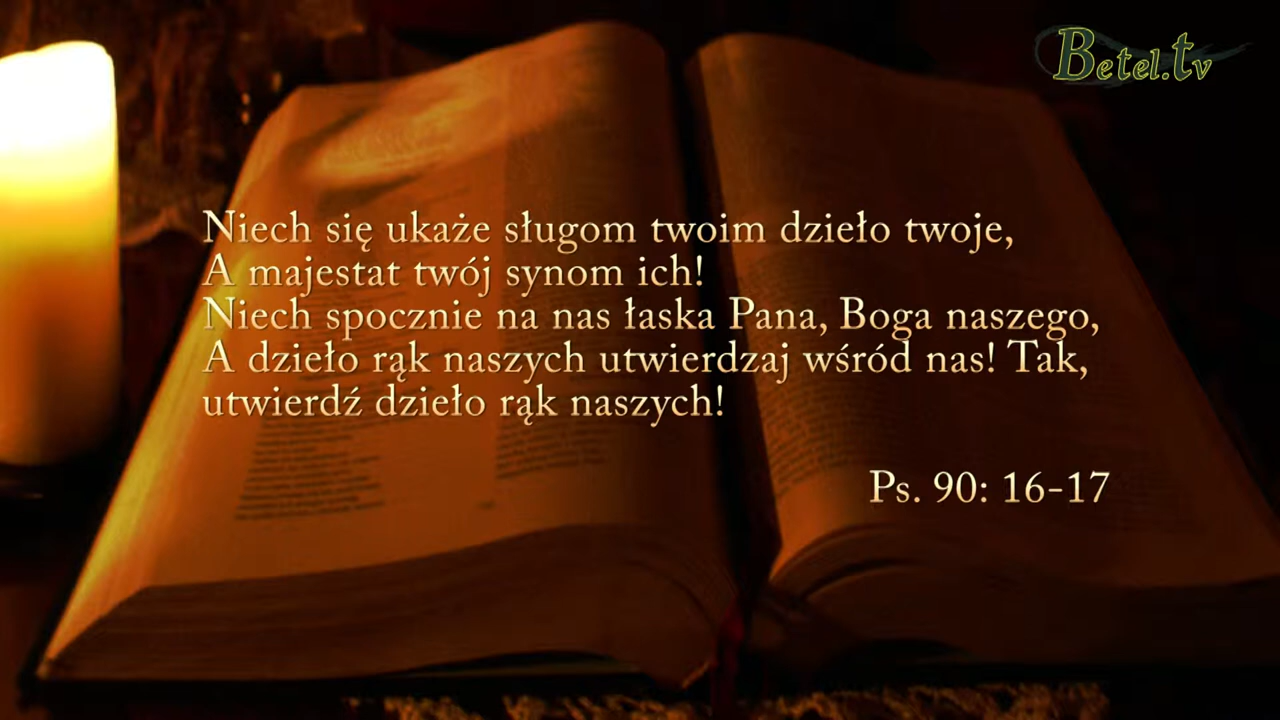 Betel.tv
Niech się ukaże sługom twoim dzieło twoje,
A majestat twój synom ich!
Niech spocznie na nas łaska Pana, Boga naszego,
A dzieło rąk naszych utwierdzaj wśród nas! Tak,
utwierdź dzieło rąk naszych!
Ps. 90: 16-17